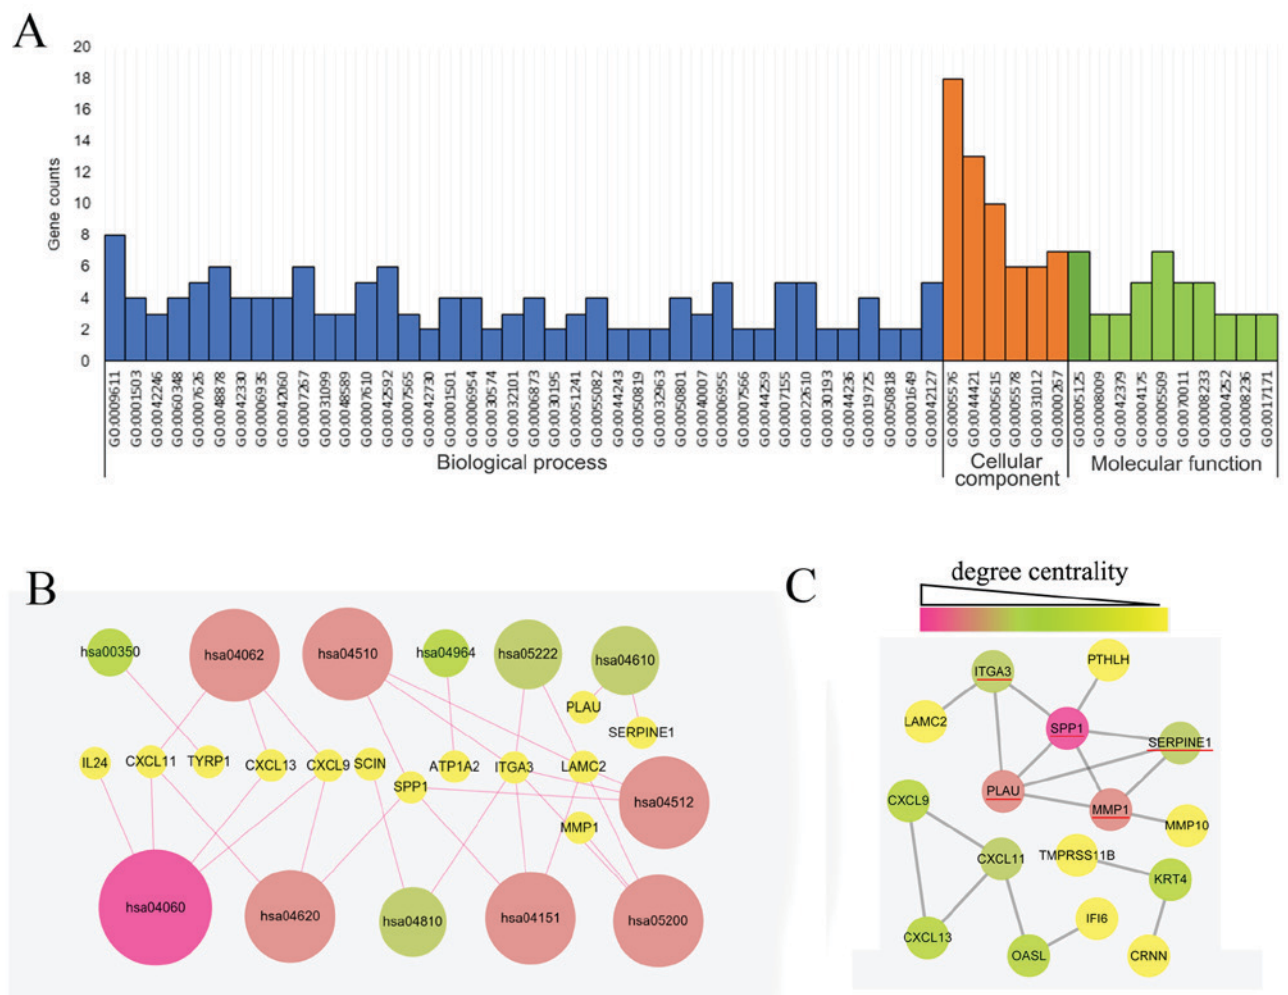 A
20
18
16
14
12
10
8
6
4
2
0
Gene counts
GO:0009611
GO:0001503
GO:0042246
GO:0060348
GO:0007626
GO:0048878
GO:0042330
GO:0006935
GO:0042060
GO:0007267
GO:0031099
GO:0048589
GO:0007610
GO:0042592
GO:0007565
GO:0042730
GO:0001501
GO:0006954
GO:0030574
GO:0032101
GO:0006873
GO:0030195
GO:0051241
GO:0055082
GO:0044243
GO:0050819
GO:0032963
GO:0050801
GO:0040007
GO:0006955
GO:0007566
GO:0044259
GO:0007155
GO:0022610
GO:0030193
GO:0044236
GO:0019725
GO:0050818
GO:0001649
GO:0042127
GO:0005576
GO:0044421
GO:0005615
GO:0005578
GO:0031012
GO:0000267
GO:0005125
GO:0008009
GO:0042379
GO:0004175
GO:0005509
GO:0070011
GO:0008233
GO:0004252
GO:0008236
GO:0017171
Biological process
Cellular
component
Molecular function
B
hsa00350
hsa04062
hsa04510
hsa04964
hsa05222
hsa04610
PLAU
SERPINE1
IL24
CXCL11
TYRP1
CXCL13
CXCL9
SCIN
SPP1
ATP1A2
ITGA3
LAMC2
hsa04512
MMP1
hsa04060
hsa04620
hsa04810
hsa04151
hsa05200
C
degree centrality
ITGA3
PTHLH
LAMC2
SPP1
SERPINE1
PLAU
CXCL9
MMP1
MMP10
CXCL11
TMPRSS11B
KRT4
IFI6
CXCL13
OASL
CRNN